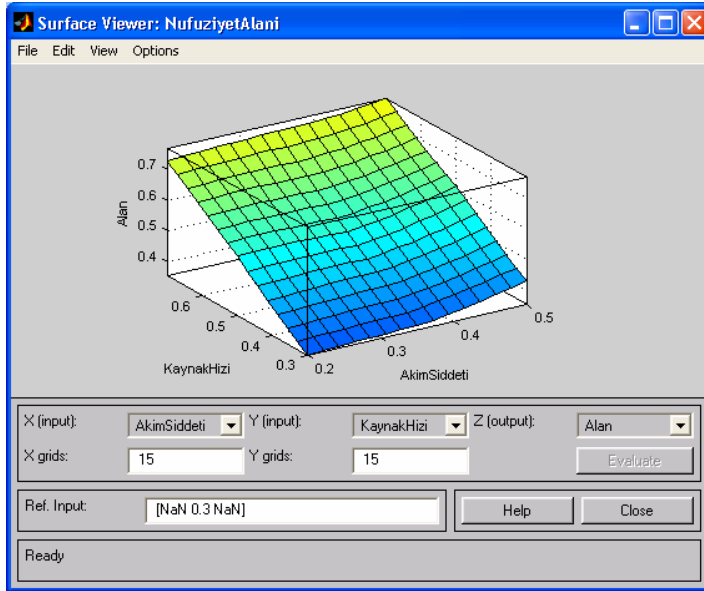 Surface Viewer: NufuziyetAlani
File Edit View Options
0.7
0.6
0.5
0.4
Alan
0.6
0.5
0.4
0.3
KaynakHizi
0.2
0.3
0.4
0.5
AkimSiddeti
X (input): AkimSiddeti Y (input): KaynakHizi Z (output): Alan
X grids: 15 Y grids: 15 Evaluate
Ref. Input: [NaN 0.3 NaN] Help Close
Ready